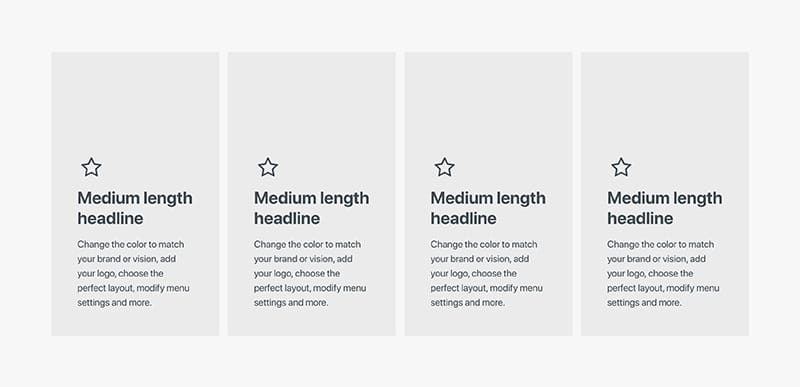 Medium length
headline
Change the color to match
your brand or vision, add
your logo, choose the
perfect layout, modify menu
settings and more.
Medium length
headline
Change the color to match
your brand or vision, add
your logo, choose the
perfect layout, modify menu
settings and more.
Medium length
headline
Change the color to match
your brand or vision, add
your logo, choose the
perfect layout, modify menu
settings and more.
Medium length
headline
Change the color to match
your brand or vision, add
your logo, choose the
perfect layout, modify menu
settings and more.